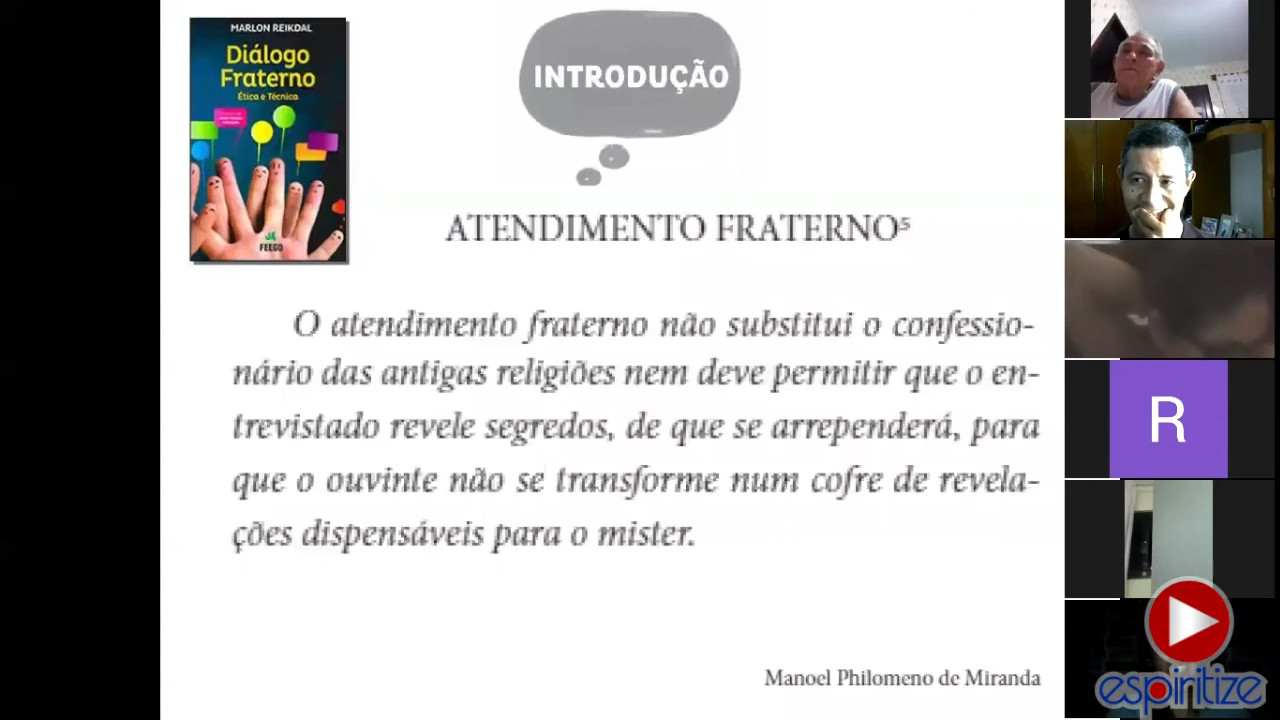 MARLON REIKDAL
Diálogo
Fraterno
Ética e Técnica
FEEGO
INTRODUÇÃO
ATENDIMENTO FRATERNO⁵
O atendimento fraterno não substitui o confessio-
nário das antigas religiões nem deve permitir que o en-
trevistado revele segredos, de que se arrependerá, para
que o ouvinte não se transforme num cofre de revela-
ções dispensáveis para o mister.
Manoel Philomeno de Miranda
R
espiritize